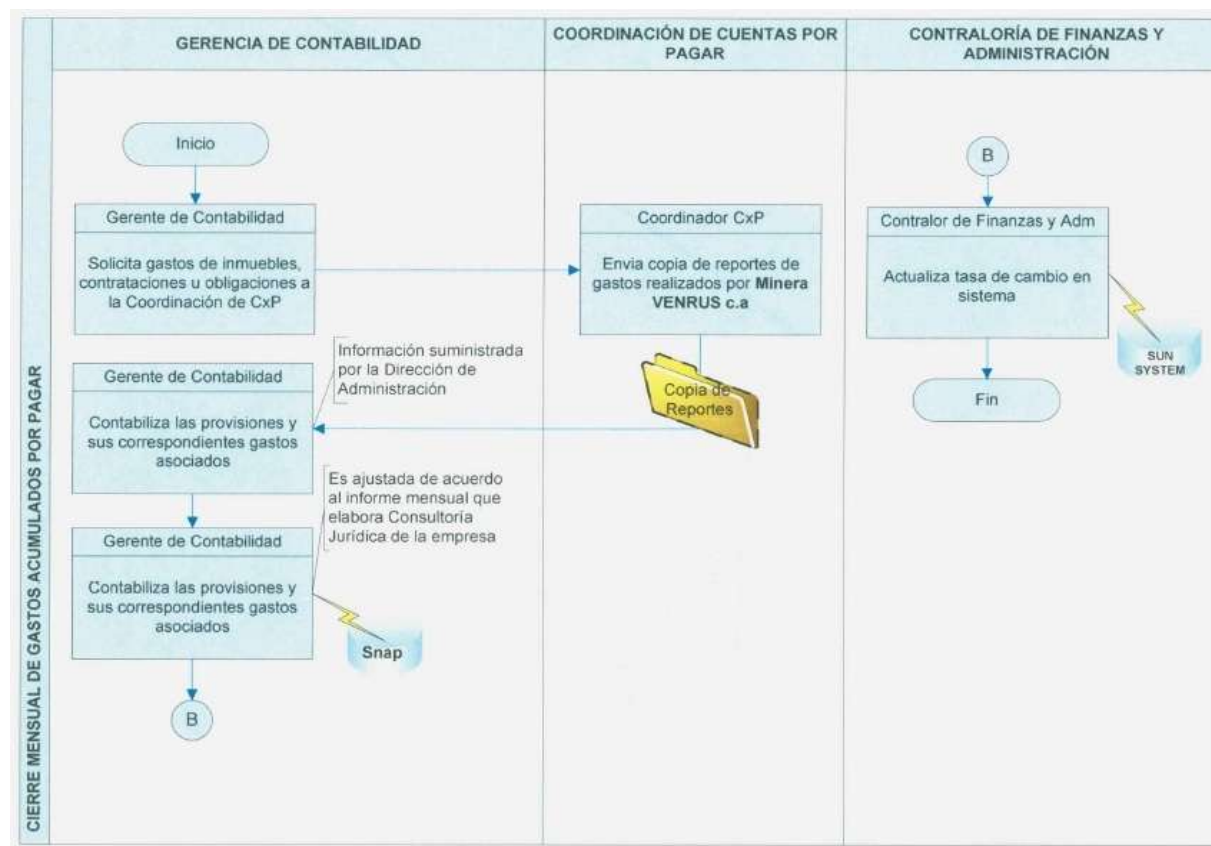 GERENCIA DE CONTABILIDAD
COORDINACIÓN DE CUENTAS POR
PAGAR
CONTRALORÍA DE FINANZAS Y
ADMINISTRACIÓN
CIERRE MENSUAL DE GASTOS ACUMULADOS POR PAGAR
Inicio
Gerente de Contabilidad
Solicita gastos de inmuebles,
contrataciones u obligaciones a
la Coordinación de CxP
Coordinador CxP
Envia copia de reportes de
gastos realizados por Minera
VENRUS c.a
Copia de
Reportes
Información suministrada
por la Dirección de
Administración
Gerente de Contabilidad
Contabiliza las provisiones y
sus correspondientes gastos
asociados
Es ajustada de acuerdo
al informe mensual que
elabora Consultoría
Jurídica de la empresa
Gerente de Contabilidad
Contabiliza las provisiones y
sus correspondientes gastos
asociados
Snap
B
B
Contralor de Finanzas y Adm
Actualiza tasa de cambio en
sistema
SUN
SYSTEM
Fin